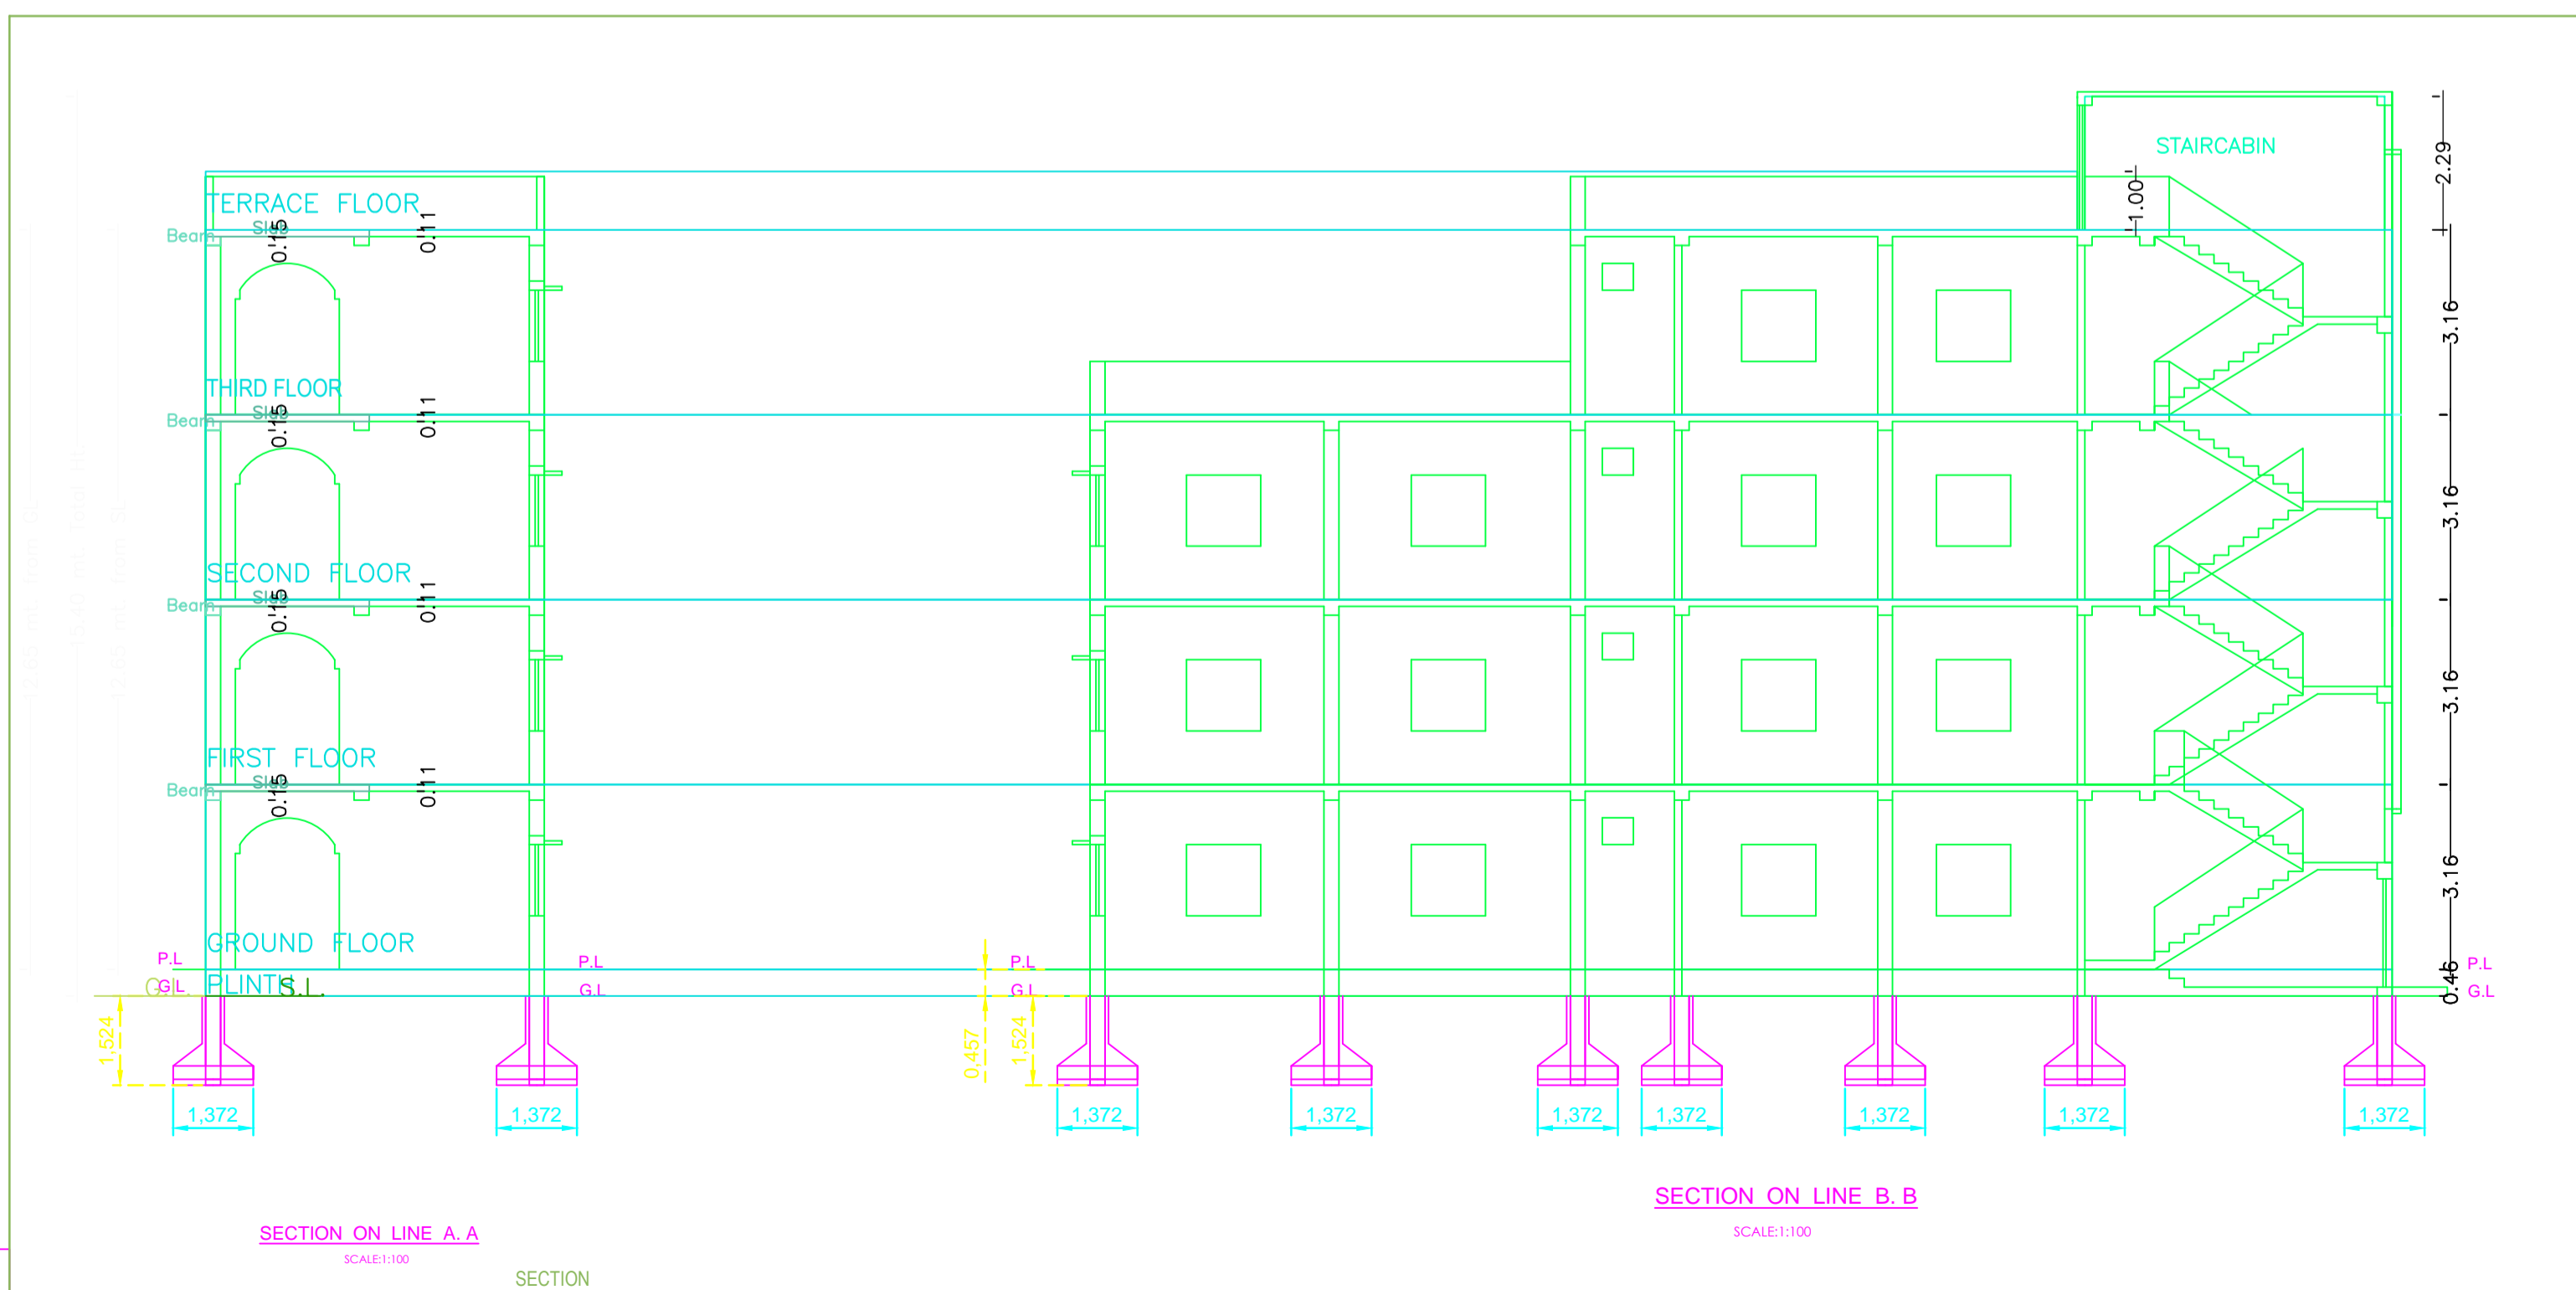 STAIRCABIN
2.29
1.00
TERRACE FLOOR
Beam
Slab
0.15
0.11
3.16
THIRD FLOOR
Beam
Slab
0.15
0.11
3.16
SECOND FLOOR
Beam
Slab
0.15
0.11
3.16
FIRST FLOOR
Beam
Slab
0.15
0.11
3.16
GROUND FLOOR
P.L
P.L
P.L
P.L
PLINTH
G.L.
G.L
S.L.
G.L
G.L
G.L
0.46
1,524
0,457
1,524
1,372
1,372
1,372
1,372
1,372
1,372
1,372
1,372
1,372
SECTION ON LINE A. A
SCALE:1:100
SECTION ON LINE B. B
SCALE:1:100
SECTION